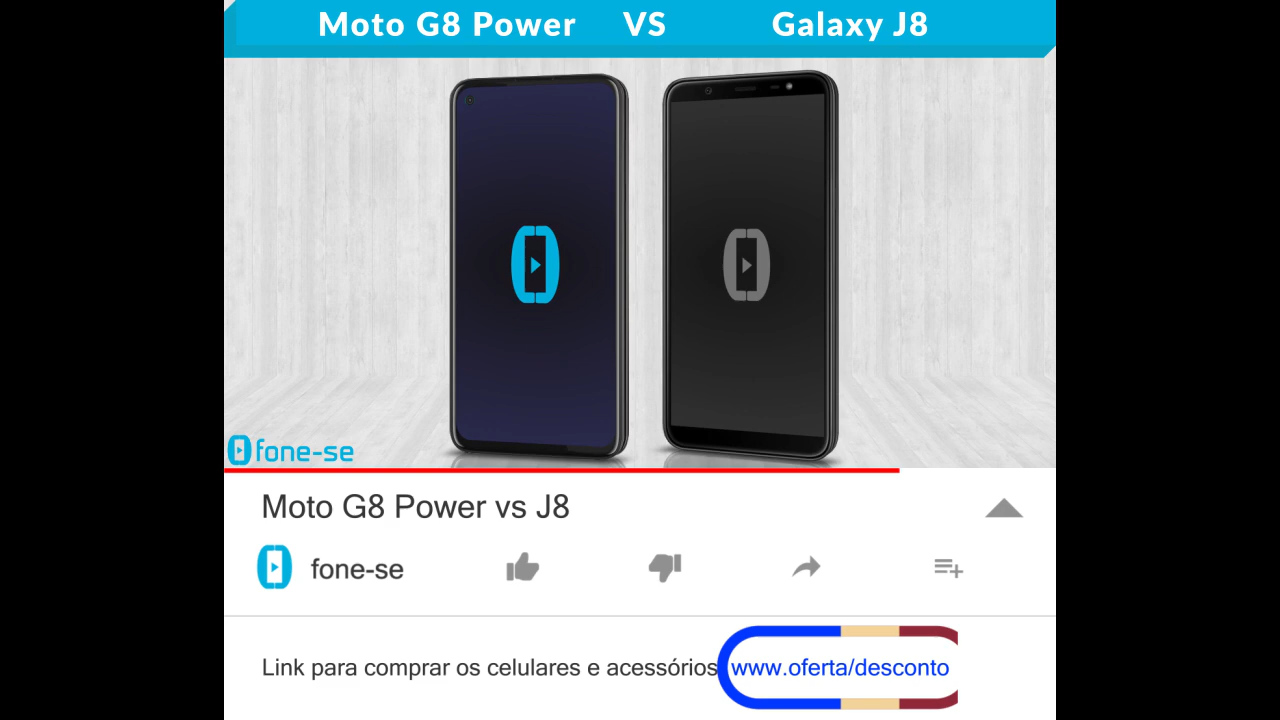 Moto G8 Power VS Galaxy J8
fone-se
Moto G8 Power vs J8
fone-se
Link para comprar os celulares e acessórios www.oferta/desconto